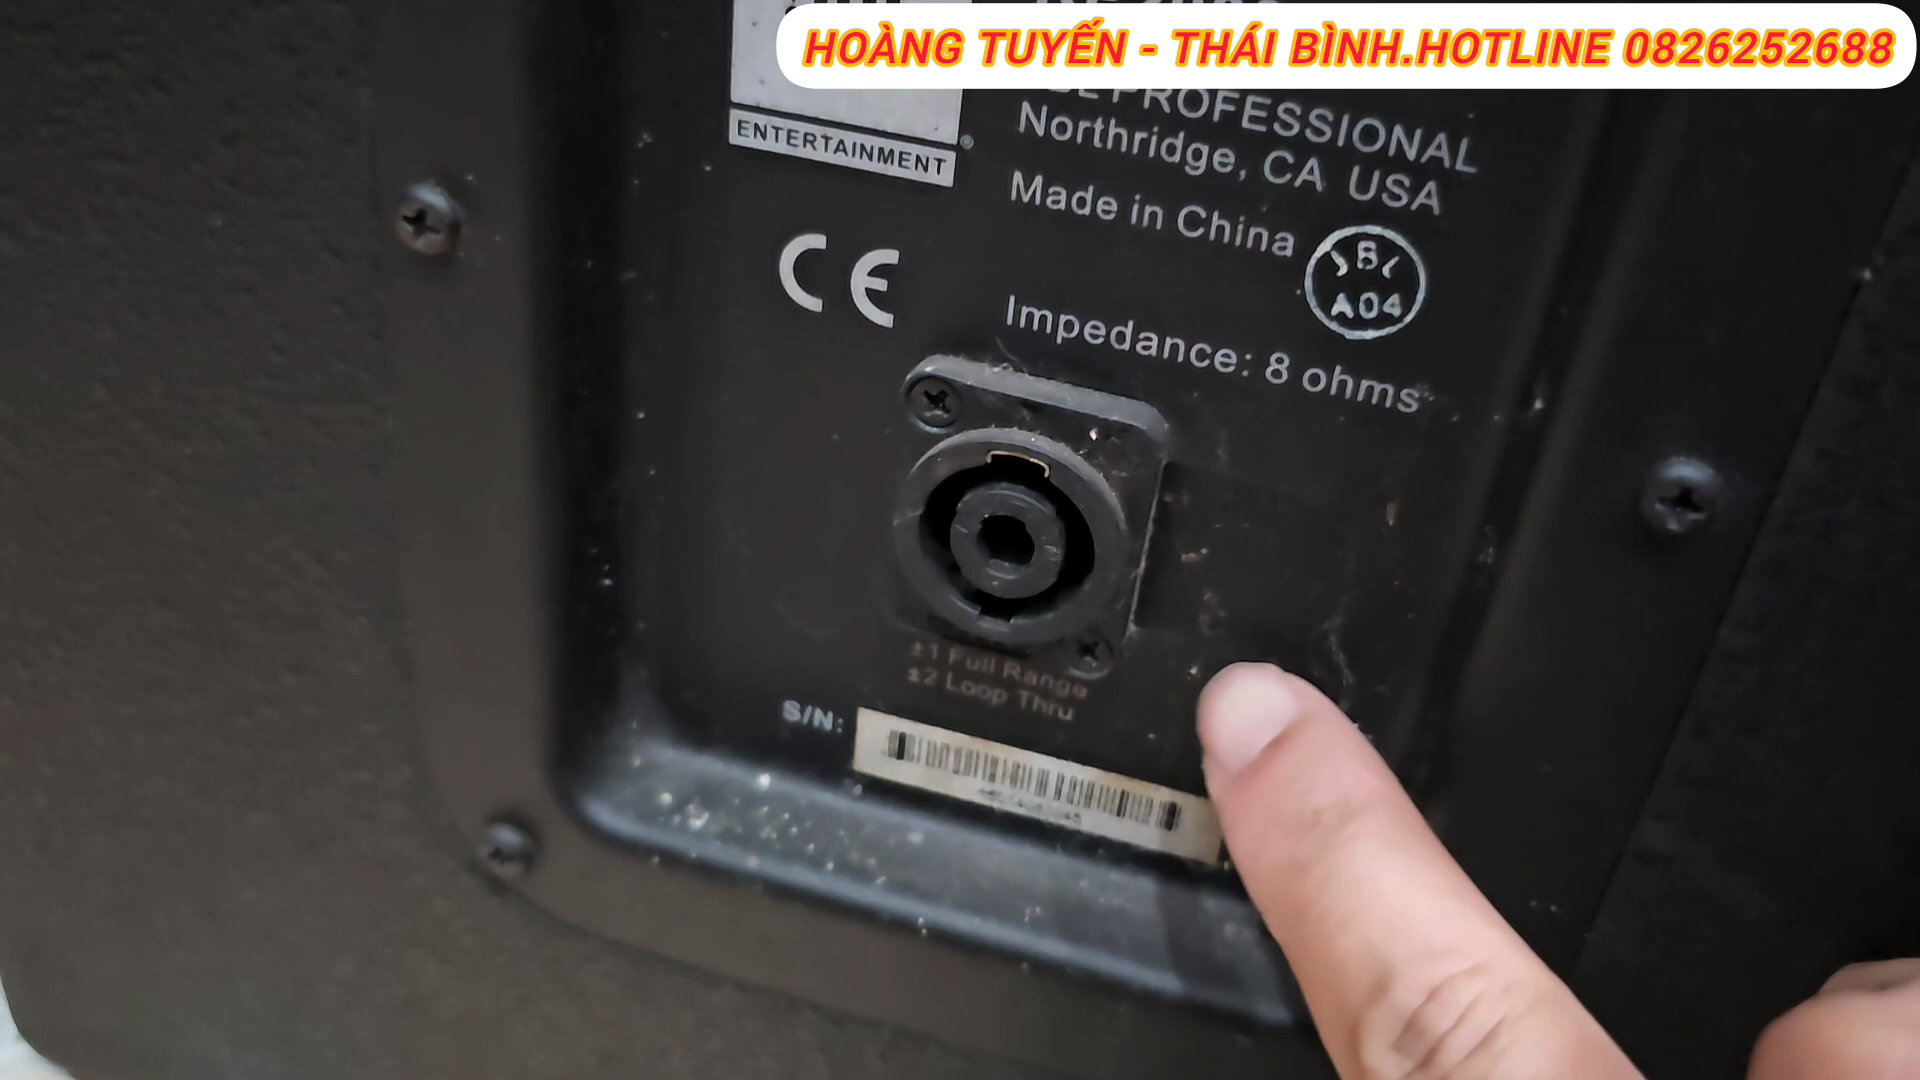 HOÀNG TUYẾN - THÁI BÌNH.HOTLINE 0826252688
PROFESSIONAL
ENTERTAINMENT
Northridge, CA USA
Made in China
CE
A04
Impedance: 8 ohms
±1 Full Range
±2 Loop Thru
S/N: